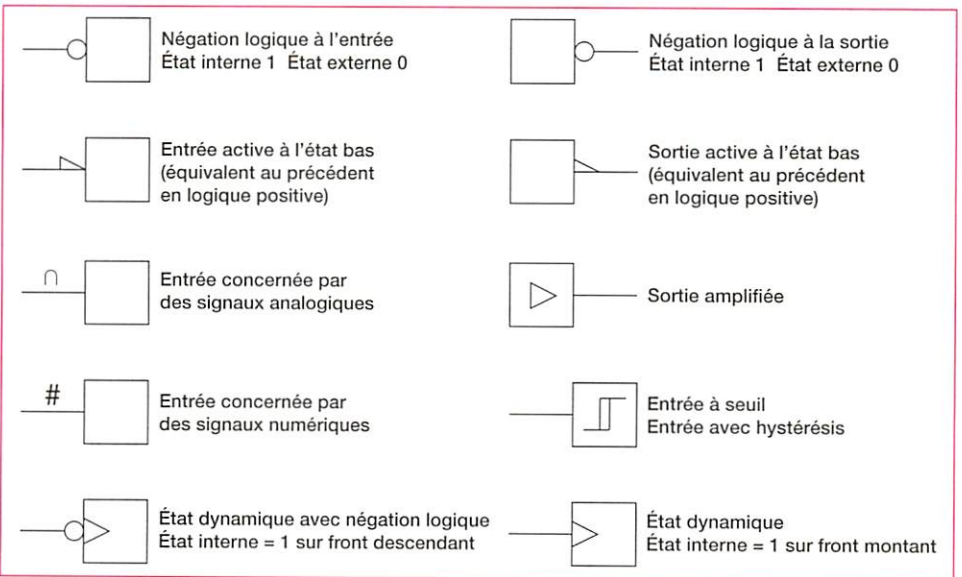 Négation logique à l'entrée
État interne 1 État externe 0
Négation logique à la sortie
État interne 1 État externe 0
Entrée active à l'état bas
(équivalent au précédent
en logique positive)
Sortie active à l'état bas
(équivalent au précédent
en logique positive)
∩
Entrée concernée par
des signaux analogiques
Sortie amplifiée
#
Entrée concernée par
des signaux numériques
Entrée à seuil
Entrée avec hystérésis
État dynamique avec négation logique
État interne = 1 sur front descendant
État dynamique
État interne = 1 sur front montant